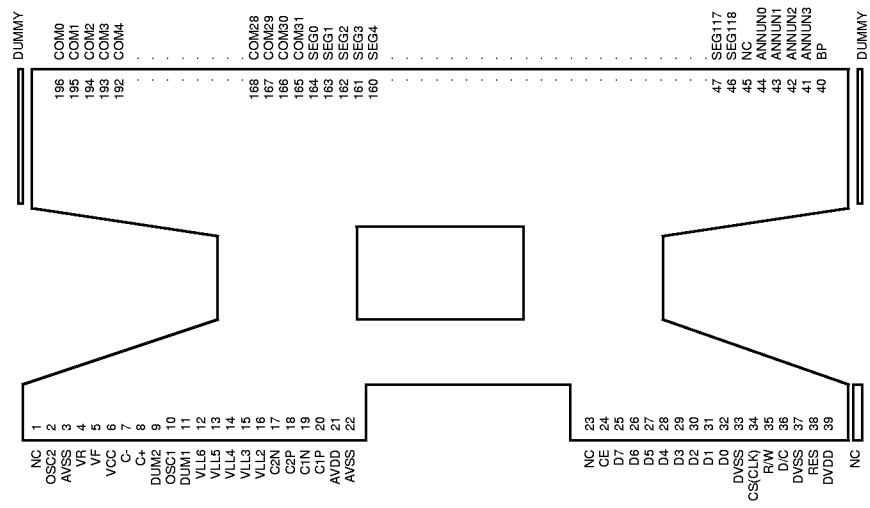 DUMMY
COM0
COM1
COM2
COM3
COM4
. . . . . . . .
COM28
COM29
COM30
COM31
SEG0
SEG1
SEG2
SEG3
SEG4
SEG117
SEG118
NC
ANNUN0
ANNUN1
ANNUN2
ANNUN3
BP
DUMMY
196
195
194
193
192
168
167
166
165
164
163
162
161
160
47
46
45
44
43
42
41
40
1
2
3
4
5
6
7
8
9
10
11
12
13
14
15
16
17
18
19
20
21
22
23
24
25
26
27
28
29
30
31
32
33
34
35
36
37
38
39
NC
OSC2
AVSS
VR
VF
VCC
C-
C+
DUM2
OSC1
DUM1
VLL6
VLL5
VLL4
VLL3
VLL2
C2N
C2P
C1N
C1P
AVDD
AVSS
NC
CE
D7
D6
D5
D4
D3
D2
D1
D0
DVSS
CS(CLK)
R/W
D/C
DVSS
RES
DVDD
NC